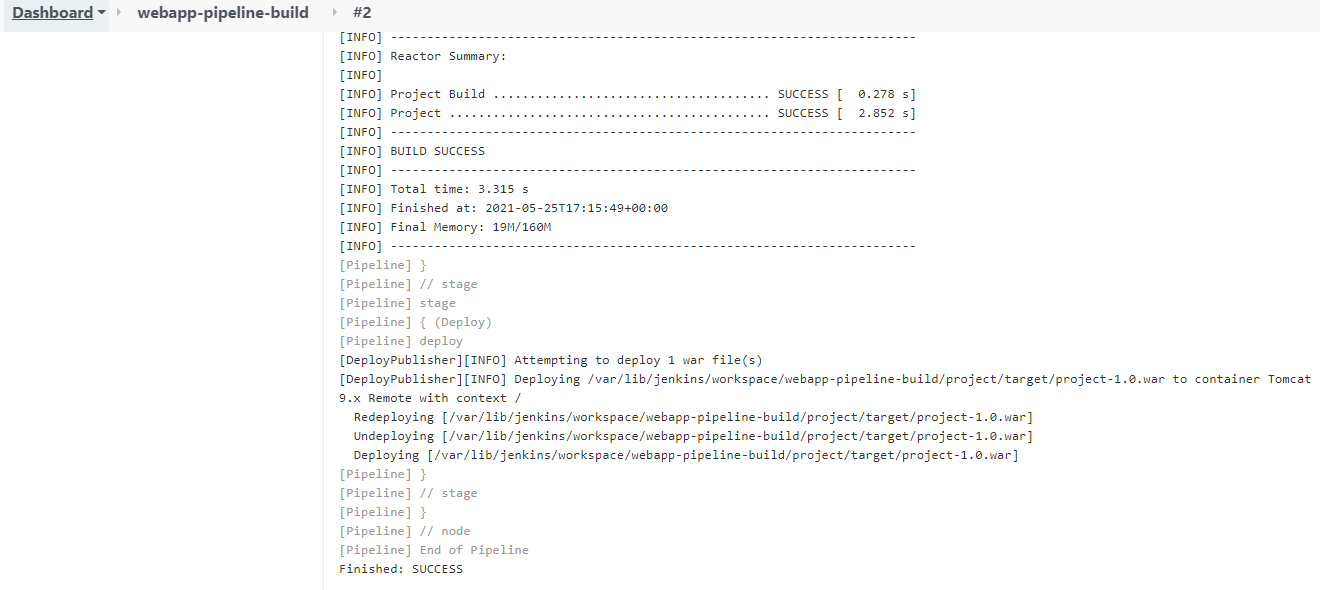 Dashboard webapp-pipeline-build #2
[INFO] ------------------------------------------------------------------------
[INFO] Reactor Summary:
[INFO]
[INFO] Project Build ...................................... SUCCESS [  0.278 s]
[INFO] Project ............................................ SUCCESS [  2.852 s]
[INFO] ------------------------------------------------------------------------
[INFO] BUILD SUCCESS
[INFO] ------------------------------------------------------------------------
[INFO] Total time: 3.315 s
[INFO] Finished at: 2021-05-25T17:15:49+00:00
[INFO] Final Memory: 19M/160M
[INFO] ------------------------------------------------------------------------
[Pipeline] }
[Pipeline] // stage
[Pipeline] stage
[Pipeline] { (Deploy)
[Pipeline] deploy
[DeployPublisher][INFO] Attempting to deploy 1 war file(s)
[DeployPublisher][INFO] Deploying /var/lib/jenkins/workspace/webapp-pipeline-build/project/target/project-1.0.war to container Tomcat
9.x Remote with context /
  Redeploying [/var/lib/jenkins/workspace/webapp-pipeline-build/project/target/project-1.0.war]
  Undeploying [/var/lib/jenkins/workspace/webapp-pipeline-build/project/target/project-1.0.war]
  Deploying [/var/lib/jenkins/workspace/webapp-pipeline-build/project/target/project-1.0.war]
[Pipeline] }
[Pipeline] // stage
[Pipeline] }
[Pipeline] // node
[Pipeline] End of Pipeline
Finished: SUCCESS